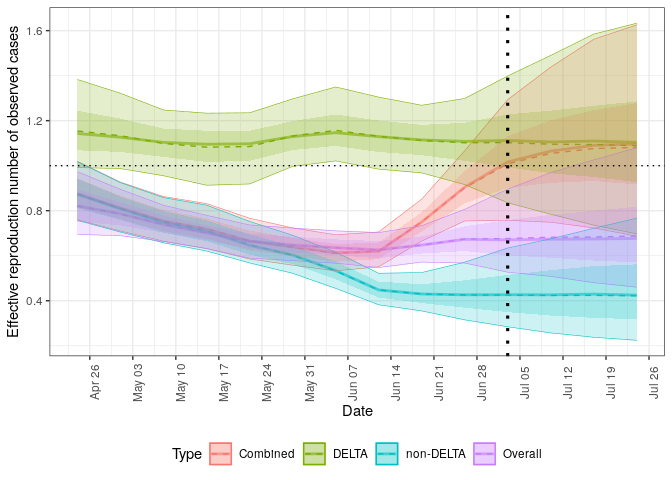 Effective reproduction number of observed cases
1.6
1.2
0.8
0.4
Apr 26
May 03
May 10
May 17
May 24
May 31
Jun 07
Jun 14
Jun 21
Jun 28
Jul 05
Jul 12
Jul 19
Jul 26
Date
Type
Combined
DELTA
non-DELTA
Overall